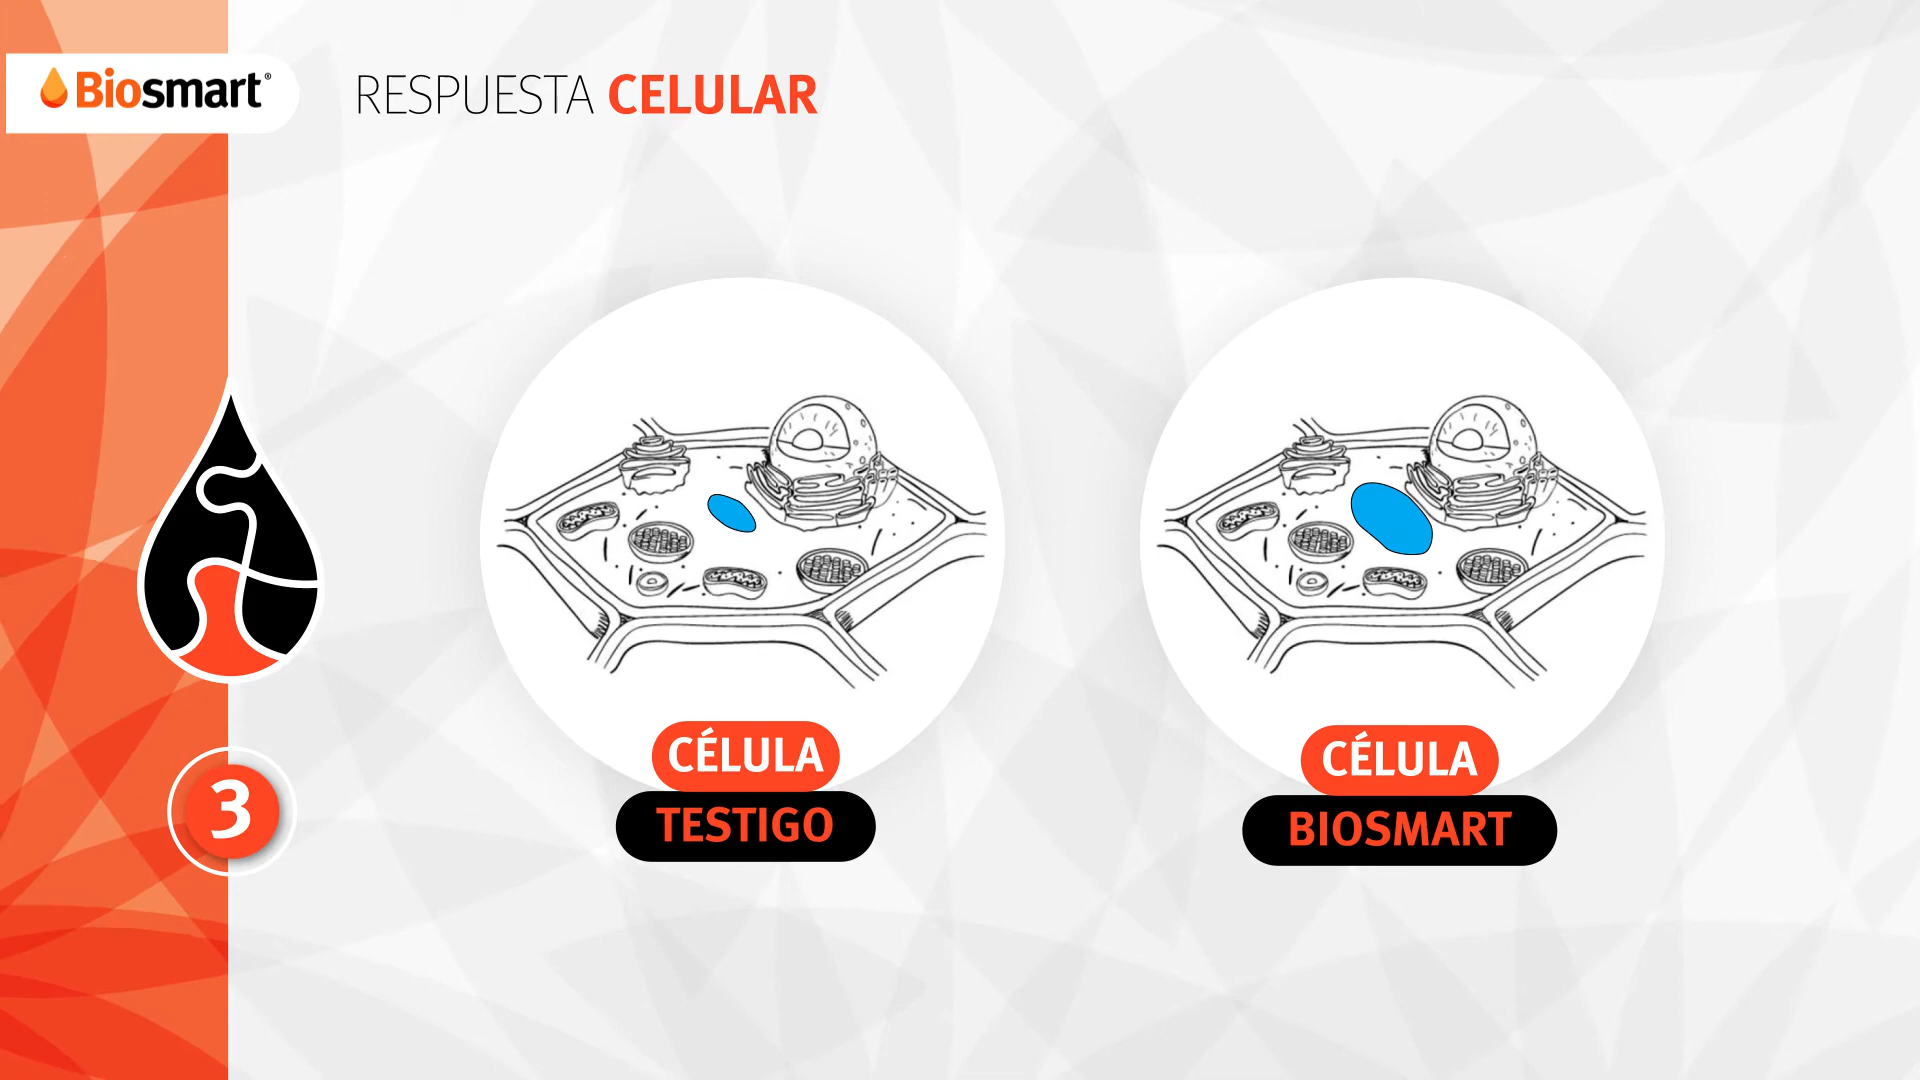 Biosmart®
RESPUESTA CELULAR
CÉLULA
TESTIGO
CÉLULA
BIOSMART
3